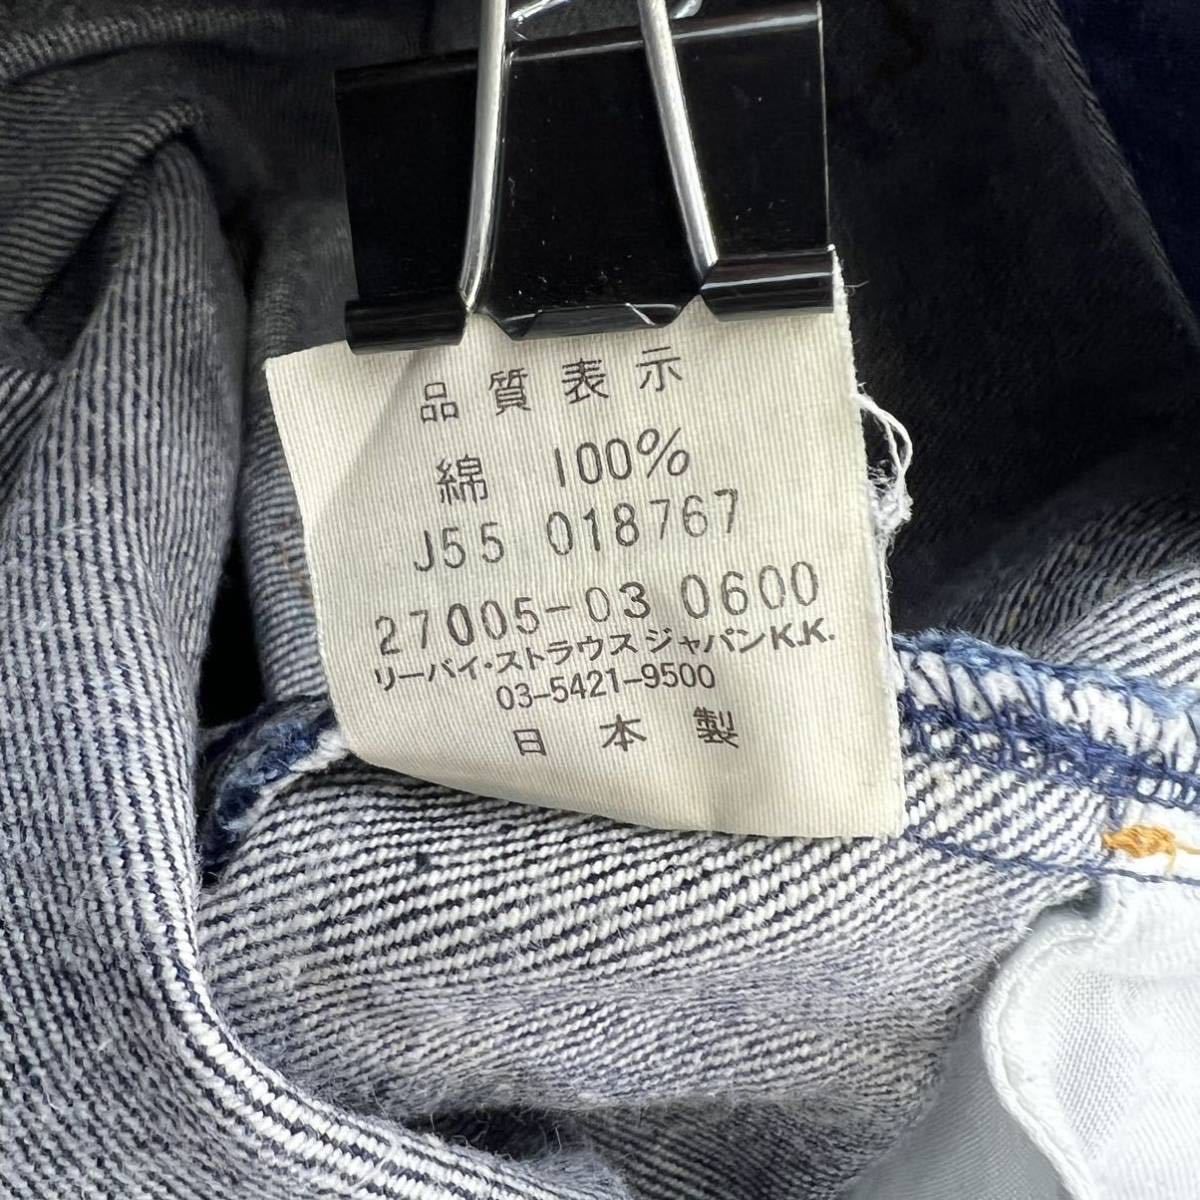 品質表示
綿 100%
J55 018767
27005-03 0600
リーバイ・ストラウス ジャパンK.K.
03-5421-9500
日本製